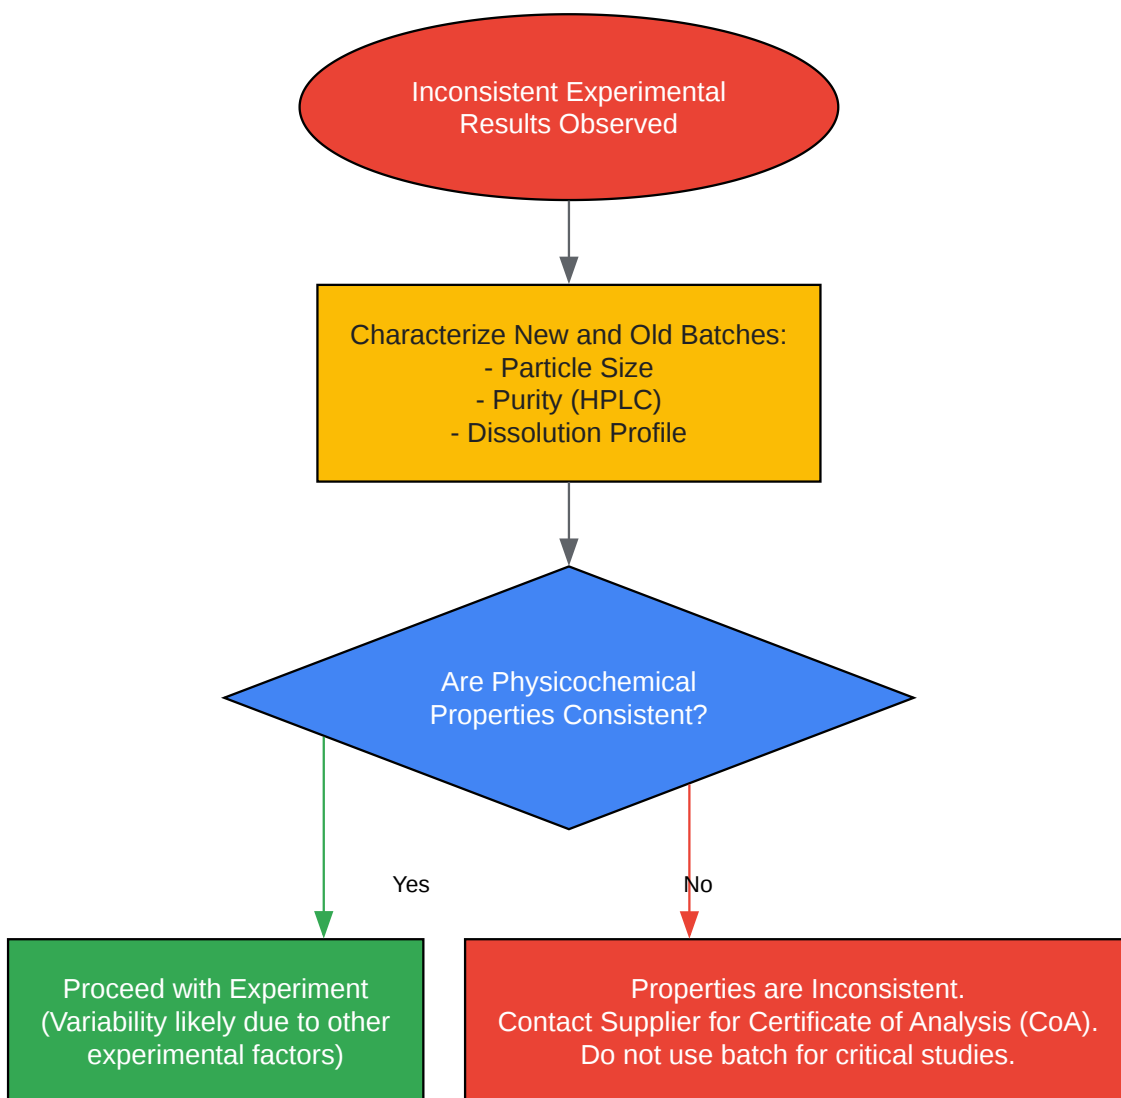 Inconsistent Experimental
Results Observed
Characterize New and Old Batches:
- Particle Size
- Purity (HPLC)
- Dissolution Profile
Are Physicochemical
Properties Consistent?
Yes
No
Proceed with Experiment
(Variability likely due to other
experimental factors)
Properties are Inconsistent.
Contact Supplier for Certificate of Analysis (CoA).
Do not use batch for critical studies.